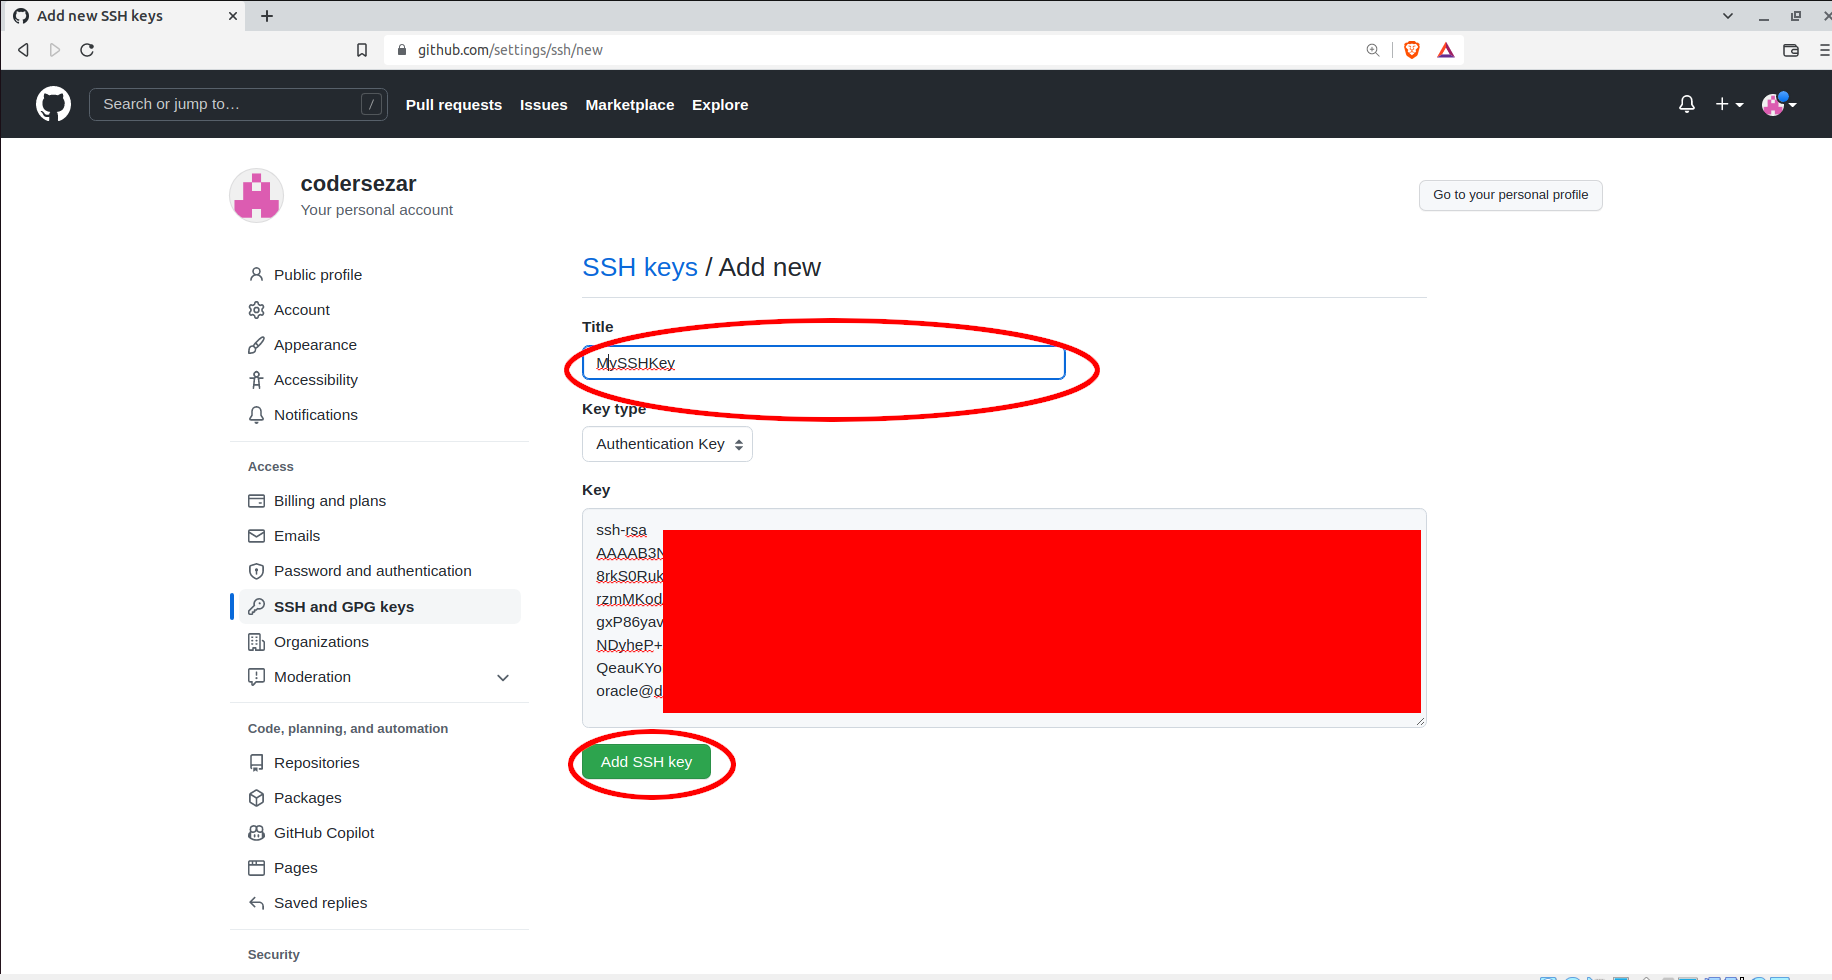 Add new SSH keys
github.com/settings/ssh/new
Search or jump to…
/
Pull requests
Issues
Marketplace
Explore
codersezar
Your personal account
Go to your personal profile
Public profile
Account
Appearance
Accessibility
Notifications
Access
Billing and plans
Emails
Password and authentication
SSH and GPG keys
Organizations
Moderation
Code, planning, and automation
Repositories
Packages
GitHub Copilot
Pages
Saved replies
Security
SSH keys / Add new
Title
MySSHKey
Key type
Authentication Key
Key
ssh-rsa
AAAAB3N
8rkS0Ruk
rzmMKod
gxP86yav
NDyheP+
QeauKYo
oracle@d
Add SSH key